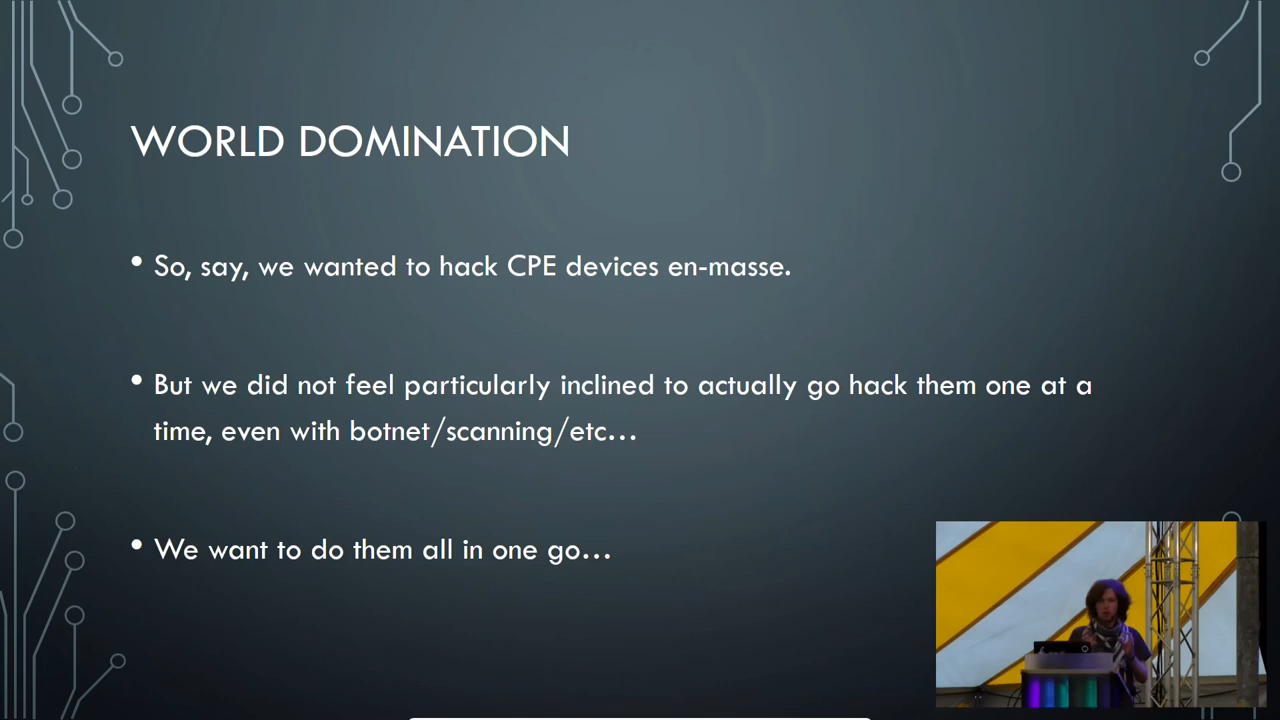 WORLD DOMINATION
• So, say, we wanted to hack CPE devices en-masse.
• But we did not feel particularly inclined to actually go hack them one at a
time, even with botnet/scanning/etc…
• We want to do them all in one go…